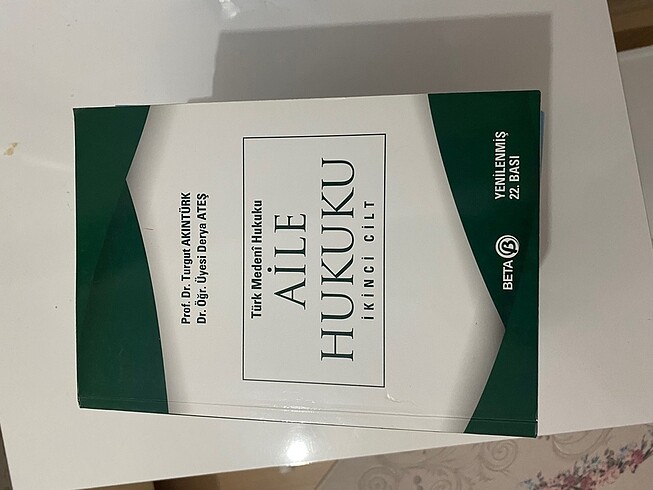 Prof. Dr. Turgut AKINTÜRK
Dr. Öğr. Üyesi Derya ATEŞ
Türk Medenî Hukuku
AİLE
HUKUKU
İKİNCİ CİLT
BETA
YENİLENMİŞ
22. BASI